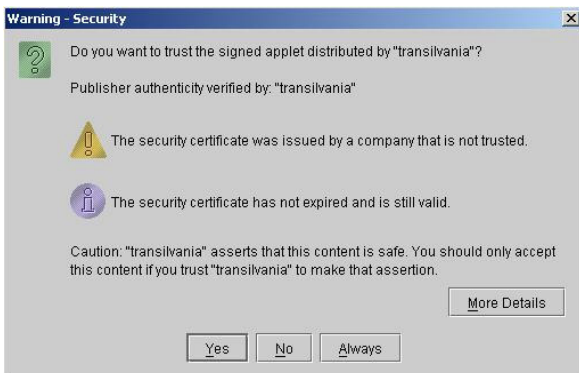 Warning - Security
Do you want to trust the signed applet distributed by "transilvania"?
Publisher authenticity verified by: "transilvania"
The security certificate was issued by a company that is not trusted.
The security certificate has not expired and is still valid.
Caution: "transilvania" asserts that this content is safe. You should only accept
this content if you trust "transilvania" to make that assertion.
More Details
Yes No Always